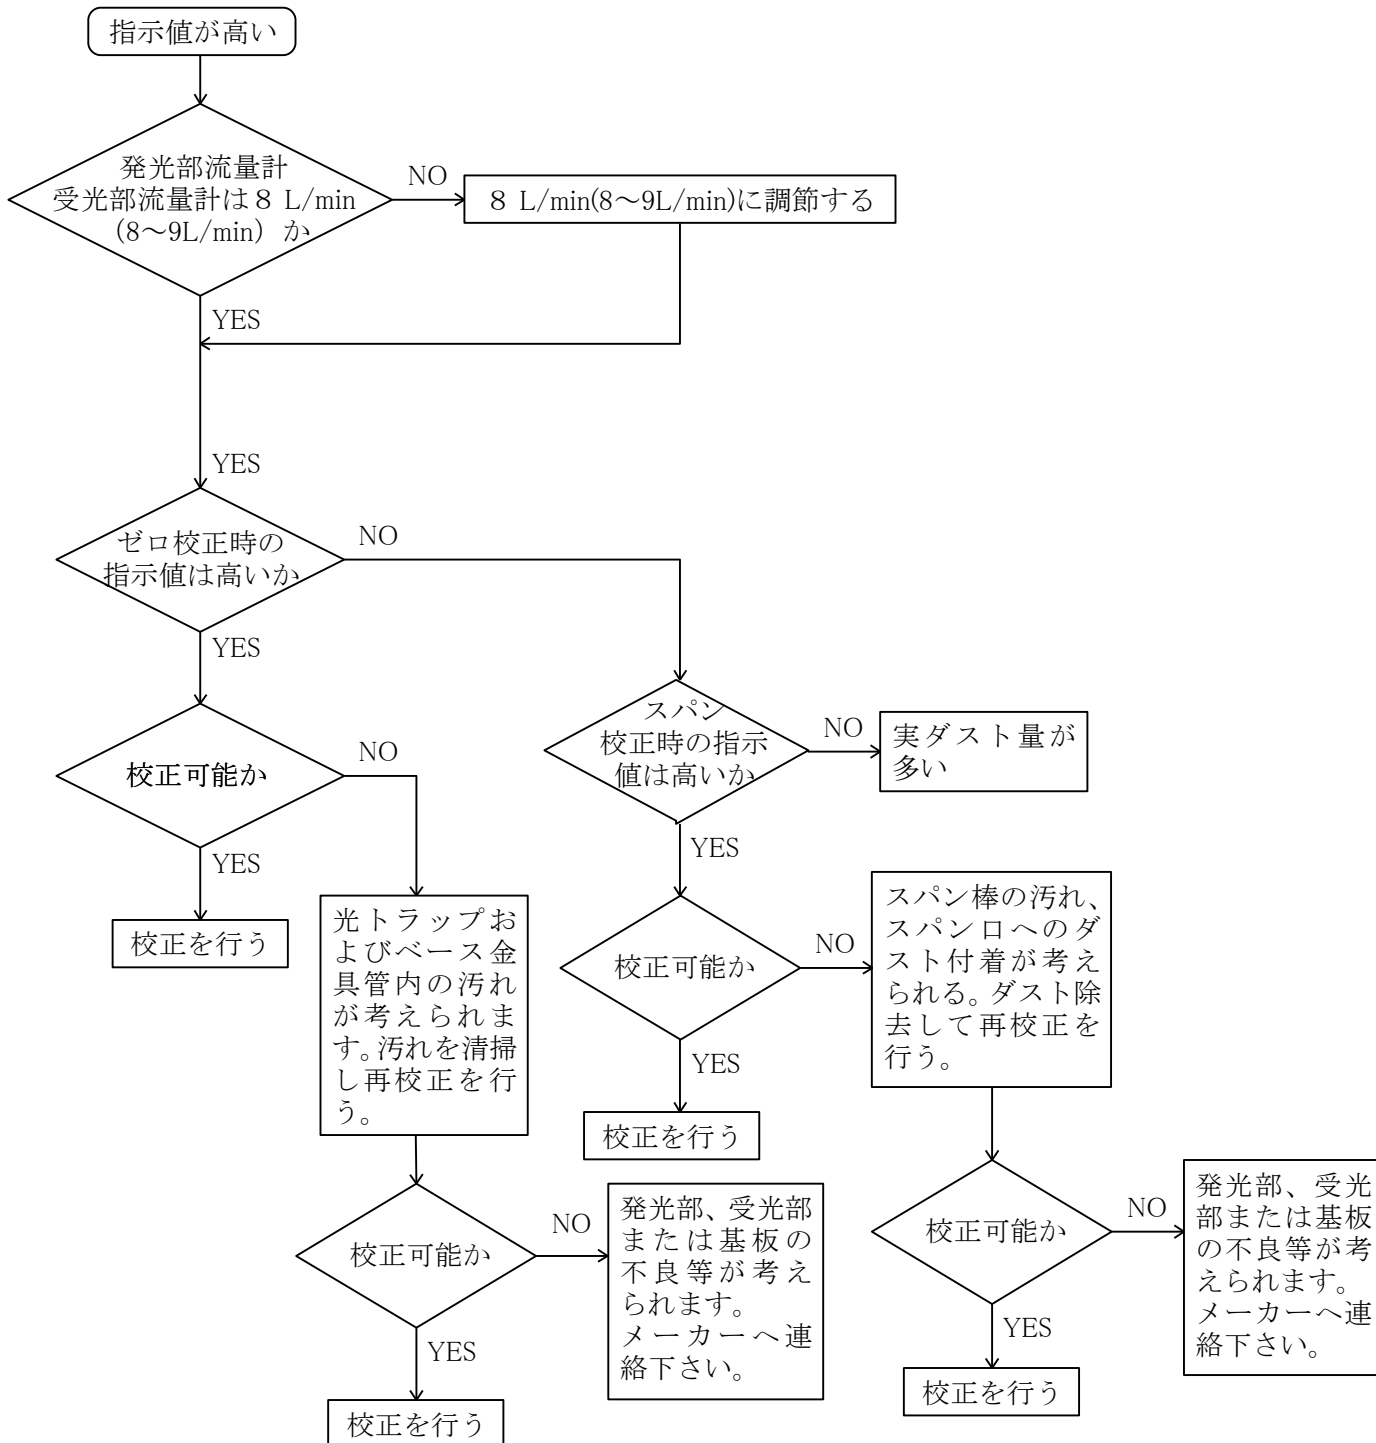 指示値が高い
発光部流量計
受光部流量計は８ L/min
(8～9L/min) か
NO
８ L/min(8～9L/min)に調節する
YES
YES
ゼロ校正時の
指示値は高いか
NO
YES
スパン
校正時の指示
値は高いか
NO
実ダスト量が
多い
校正可能か
NO
YES
校正を行う
YES
光トラップお
よびベース金
具管内の汚れ
が考えられま
す。汚れを清掃
し再校正を行
う。
校正可能か
NO
スパン棒の汚れ、
スパン口へのダ
スト付着が考え
られる。ダスト除
去して再校正を
行う。
YES
校正を行う
校正可能か
NO
発光部、受光部
または基板の
不良等が考え
られます。
メーカーへ連
絡下さい。
YES
校正を行う
校正可能か
NO
発光部、受光
部または基板
の不良等が考
えられます。
メーカーへ連
絡下さい。
YES
校正を行う